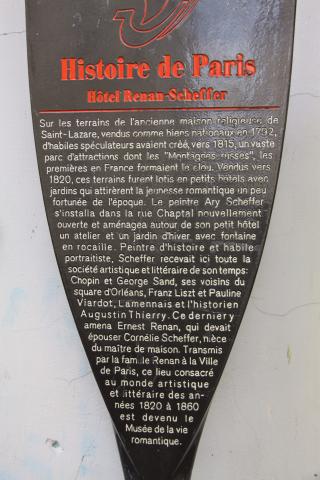 Histoire de Paris
Hôtel Renan-Scheffer
Sur les terrains de l'ancienne maison religieuse de
Saint-Lazare, vendus comme biens nationaux en 1792,
d'habiles spéculateurs avaient créé, vers 1815, un vaste
parc d'attractions dont les "Montagnes russes", les
premières en France formaient le clou. Vendus vers
1820, ces terrains furent lotis en petits hôtels avec
jardins qui attirèrent la jeunesse romantique un peu
fortunée de l'époque. Le peintre Ary Scheffer
s'installa dans la rue Chaptal nouvellement
ouverte et aménagea autour de son petit hôtel
un atelier et un jardin d'hiver avec fontaine
en rocaille. Peintre d'histoire et habile
portraitiste, Scheffer recevait ici toute la
société artistique et littéraire de son temps:
Chopin et George Sand, ses voisins du
square d'Orléans, Franz Liszt et Pauline
Viardot, Lamennais et l'historien
Augustin Thierry. Ce dernier y
amena Ernest Renan, qui devait
épouser Cornélie Scheffer, nièce
du maître de maison. Transmis
par la famille Renan à la Ville
de Paris, ce lieu consacré
au monde artistique
et littéraire des an-
nées 1820 à 1860
est devenu le
Musée de la vie
romantique.